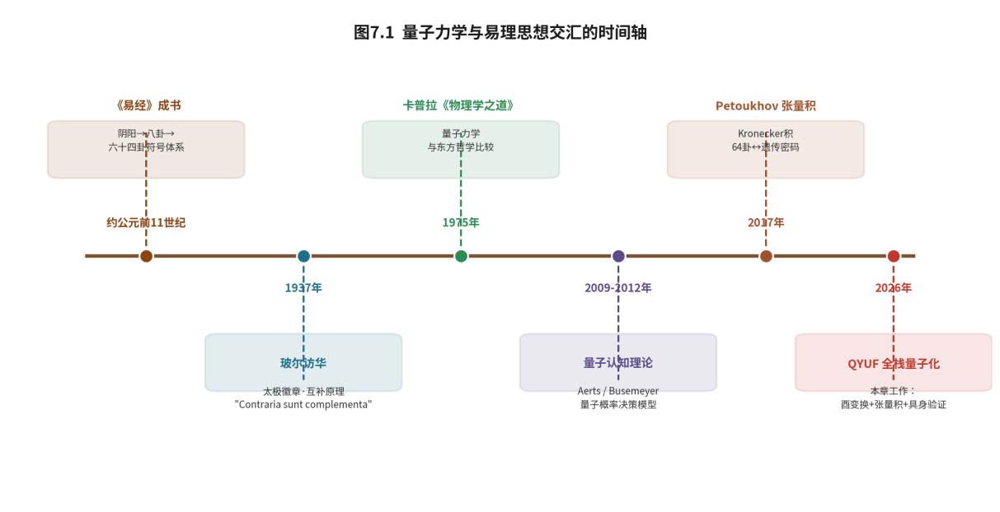 图7.1 量子力学与易理思想交汇的时间轴
《易经》成书
阴阳→八卦→
六十四卦符号体系
约公元前11世纪
卡普拉《物理学之道》
量子力学
与东方哲学比较
1975年
Petoukhov 张量积
Kronecker积
64卦↔遗传密码
2017年
1937年
玻尔访华
太极徽章·互补原理
"Contraria sunt complementa"
2009-2012年
量子认知理论
Aerts / Busemeyer
量子概率决策模型
2026年
QYUF 全栈量子化
本章工作：
酉变换+张量积+具身验证